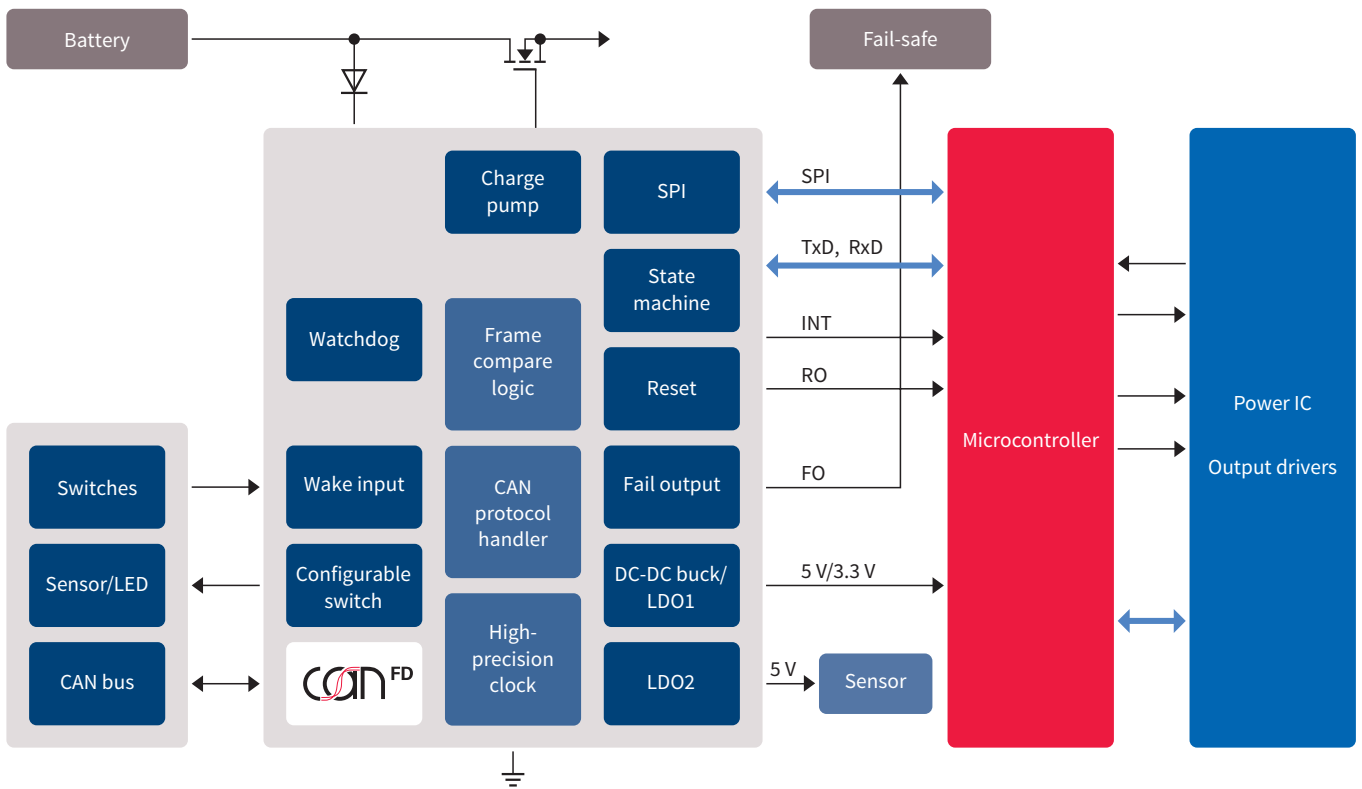 Battery
Fail-safe
Charge
pump
SPI
SPI
TxD, RxD
State
machine
INT
Watchdog
Frame
compare
logic
Reset
RO
Microcontroller
Power IC
Output drivers
Switches
Wake input
CAN
protocol
handler
Fail output
FO
Sensor/LED
Configurable
switch
DC-DC buck/
LDO1
5 V/3.3 V
CAN bus
can FD
High-
precision
clock
LDO2
5 V
Sensor